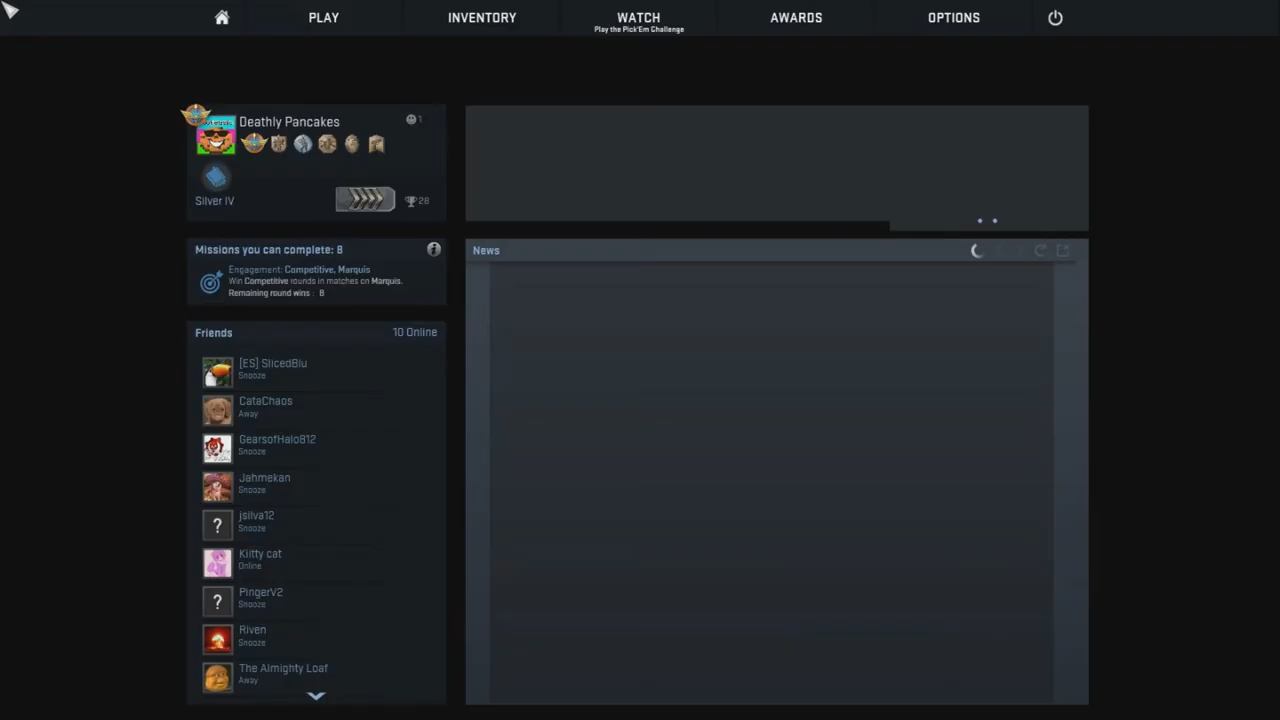 PLAY
INVENTORY
WATCH
Play the Pick'Em Challenge
AWARDS
OPTIONS
Deathly Pancakes
1
Silver IV
28
Missions you can complete: 8
Engagement: Competitive, Marquis
Win Competitive rounds in matches on Marquis.
Remaining round wins : 8
Friends
10 Online
[ES] SlicedBlu
Snooze
CataChaos
Away
GearsofHalo812
Snooze
Jahmekan
Snooze
?
jsilva12
Snooze
Kiitty cat
Online
?
PingerV2
Snooze
Riven
Snooze
The Almighty Loaf
Away
News